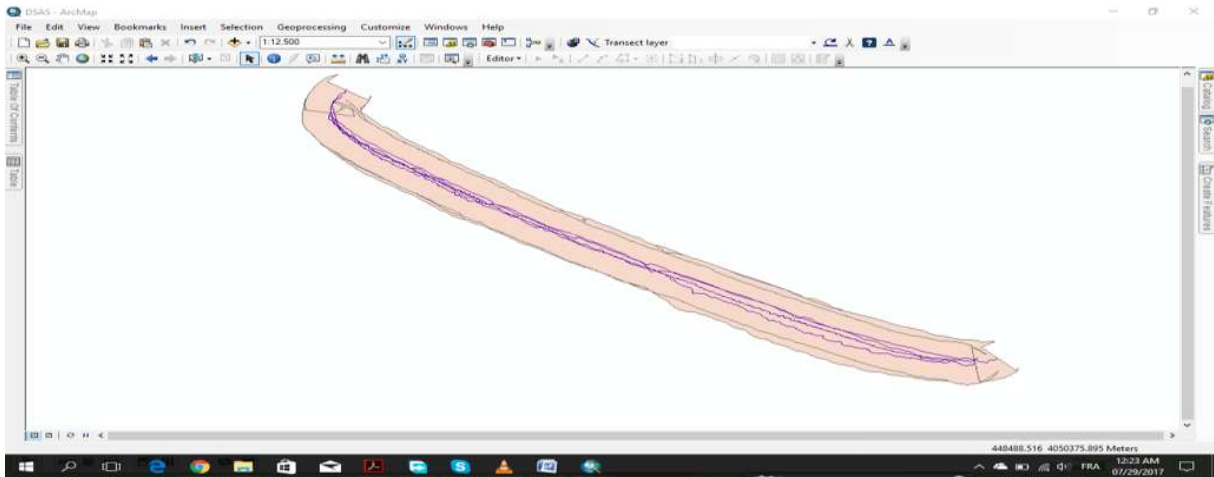 DSAS - ArcMap
File Edit View Bookmarks Insert Selection Geoprocessing Customize Windows Help
1:12.500 Transect layer
Editor
Table Of Contents
Table
Catalog
Search
Create Features
440488.516 4050375.895 Meters
FRA 12:23 AM
07/29/2017